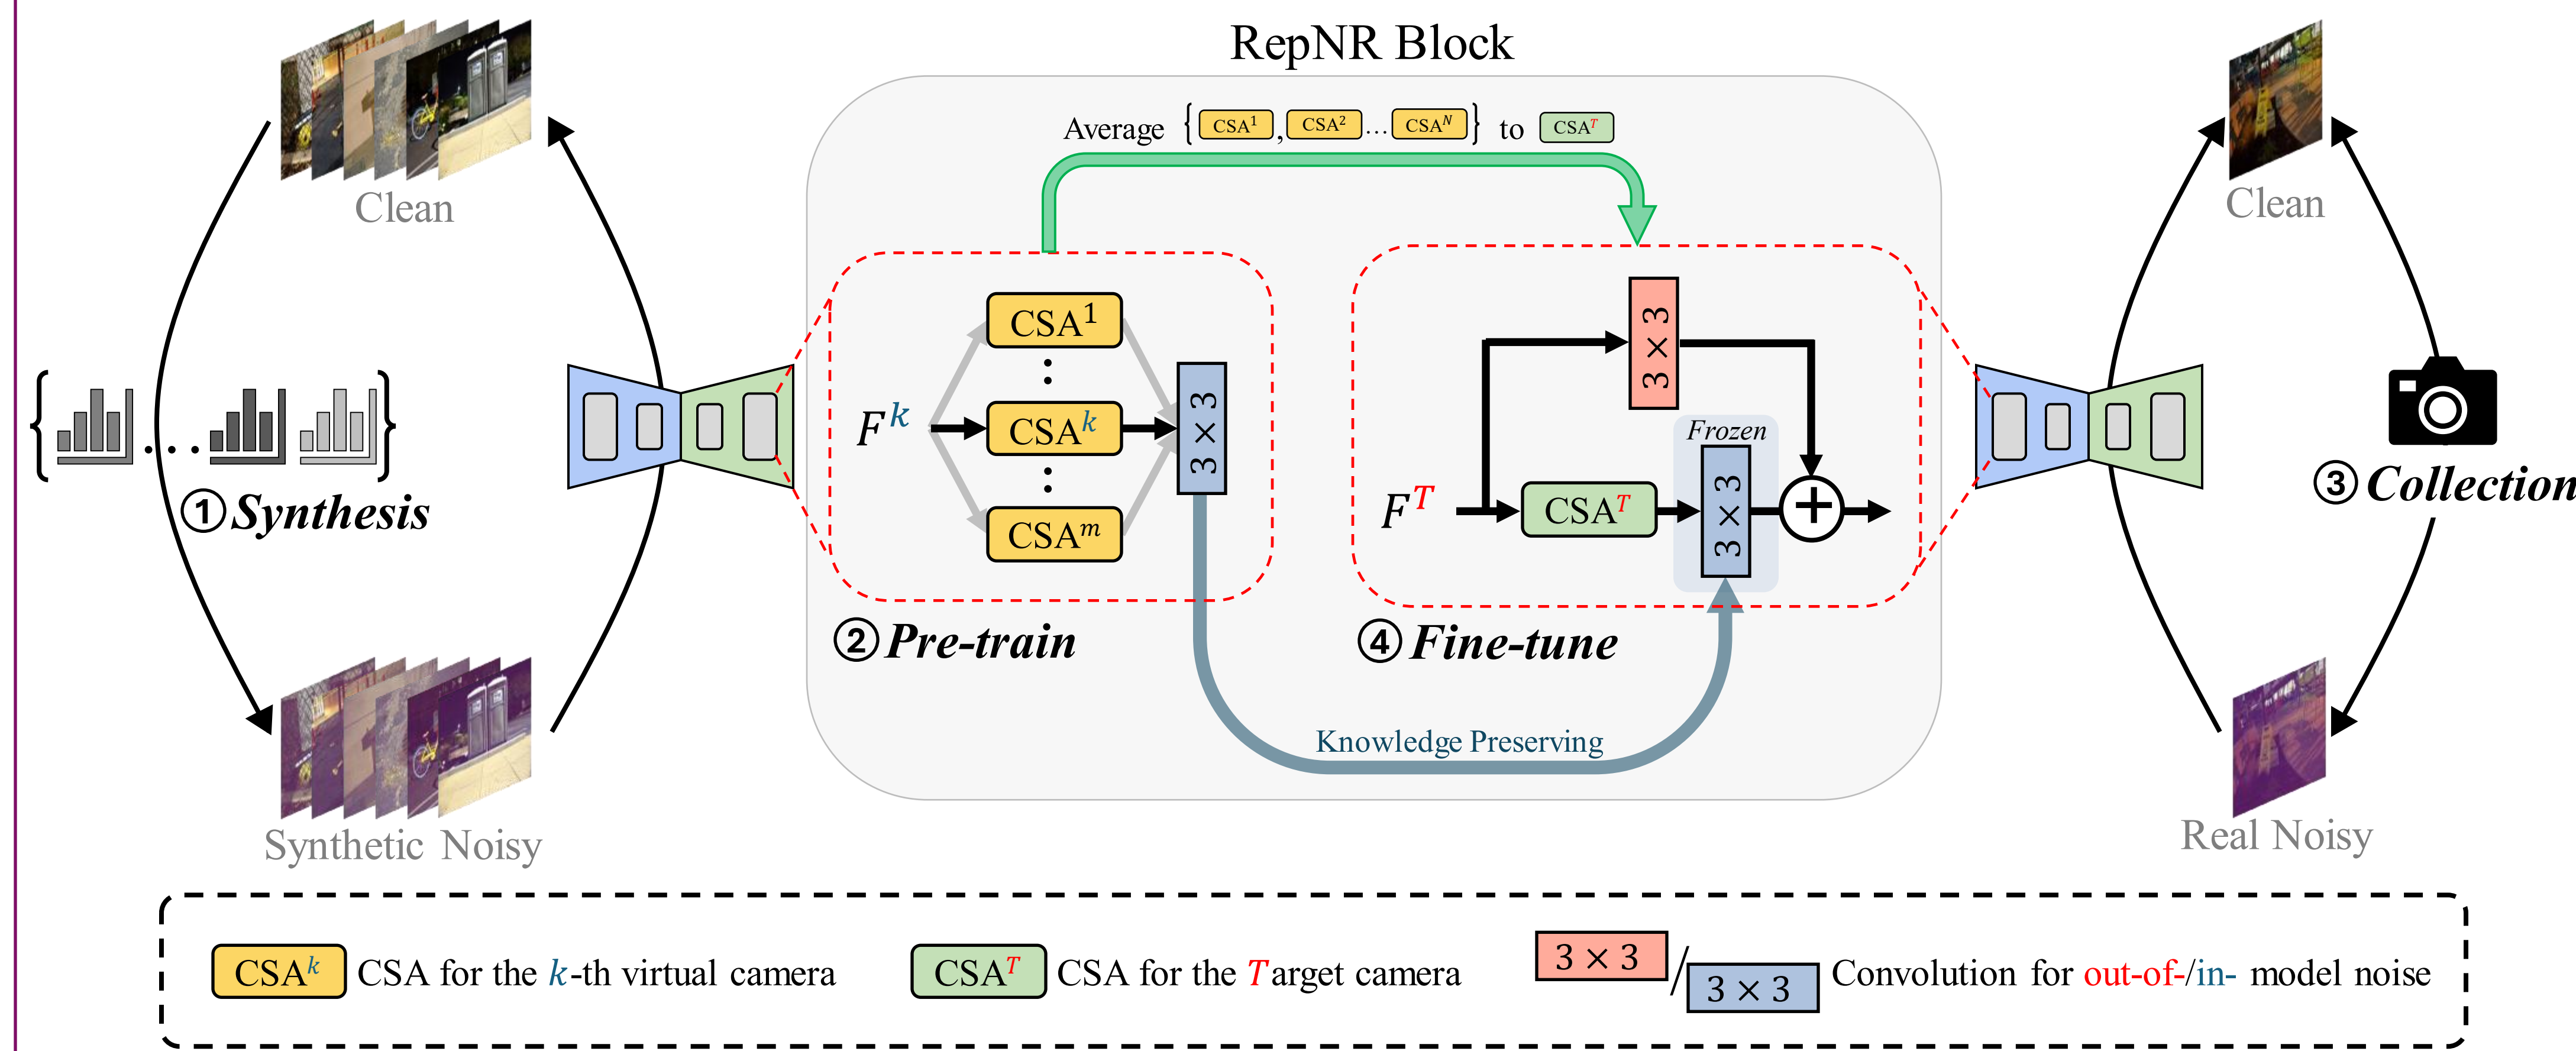 RepNR Block
Average {CSA¹, CSA² … CSAᴺ} to CSAᵀ
Clean
Clean
CSA¹
3 × 3
Fᵏ
CSAᵏ
3 × 3
CSAᵐ
Frozen
Fᵀ
CSAᵀ
3 × 3
①Synthesis
③Collection
②Pre-train
④Fine-tune
Knowledge Preserving
Synthetic Noisy
Real Noisy
CSAᵏ CSA for the k-th virtual camera
CSAᵀ CSA for the Target camera
3 × 3 / 3 × 3 Convolution for out-of-/in- model noise